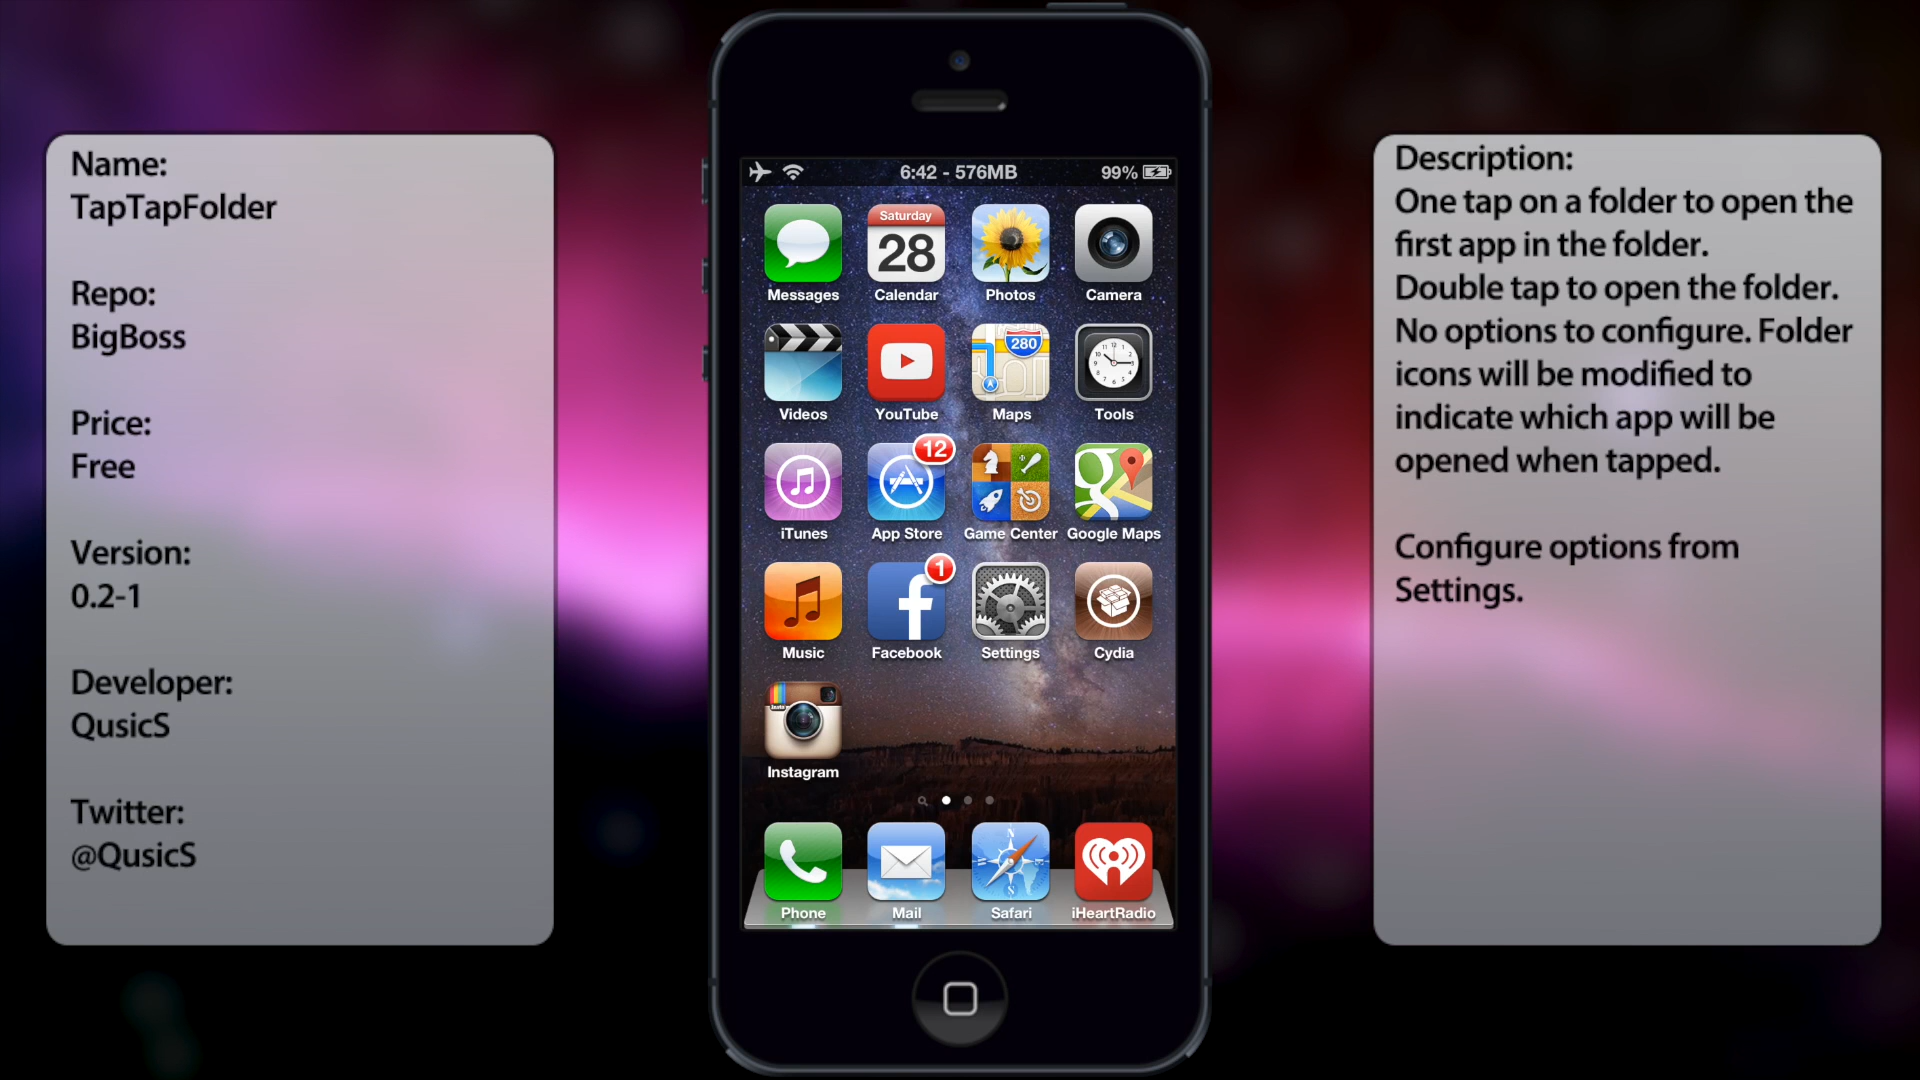 Name:
TapTapFolder
Repo:
BigBoss
Price:
Free
Version:
0.2-1
Developer:
QusicS
Twitter:
@QusicS
6:42 - 576MB
99%
Saturday
28
Messages
Calendar
Photos
Camera
280
Videos
YouTube
Maps
Tools
12
iTunes
App Store
Game Center
Google Maps
1
Music
Facebook
Settings
Cydia
Insta
Instagram
Phone
Mail
Safari
iHeartRadio
Description:
One tap on a folder to open the
first app in the folder.
Double tap to open the folder.
No options to configure. Folder
icons will be modified to
indicate which app will be
opened when tapped.
Configure options from
Settings.